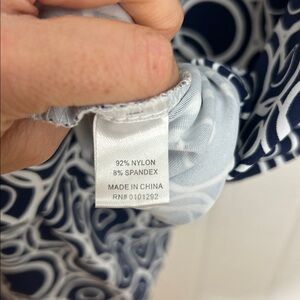 92% NYLON
8% SPANDEX
MADE IN CHINA
RN# 0101292